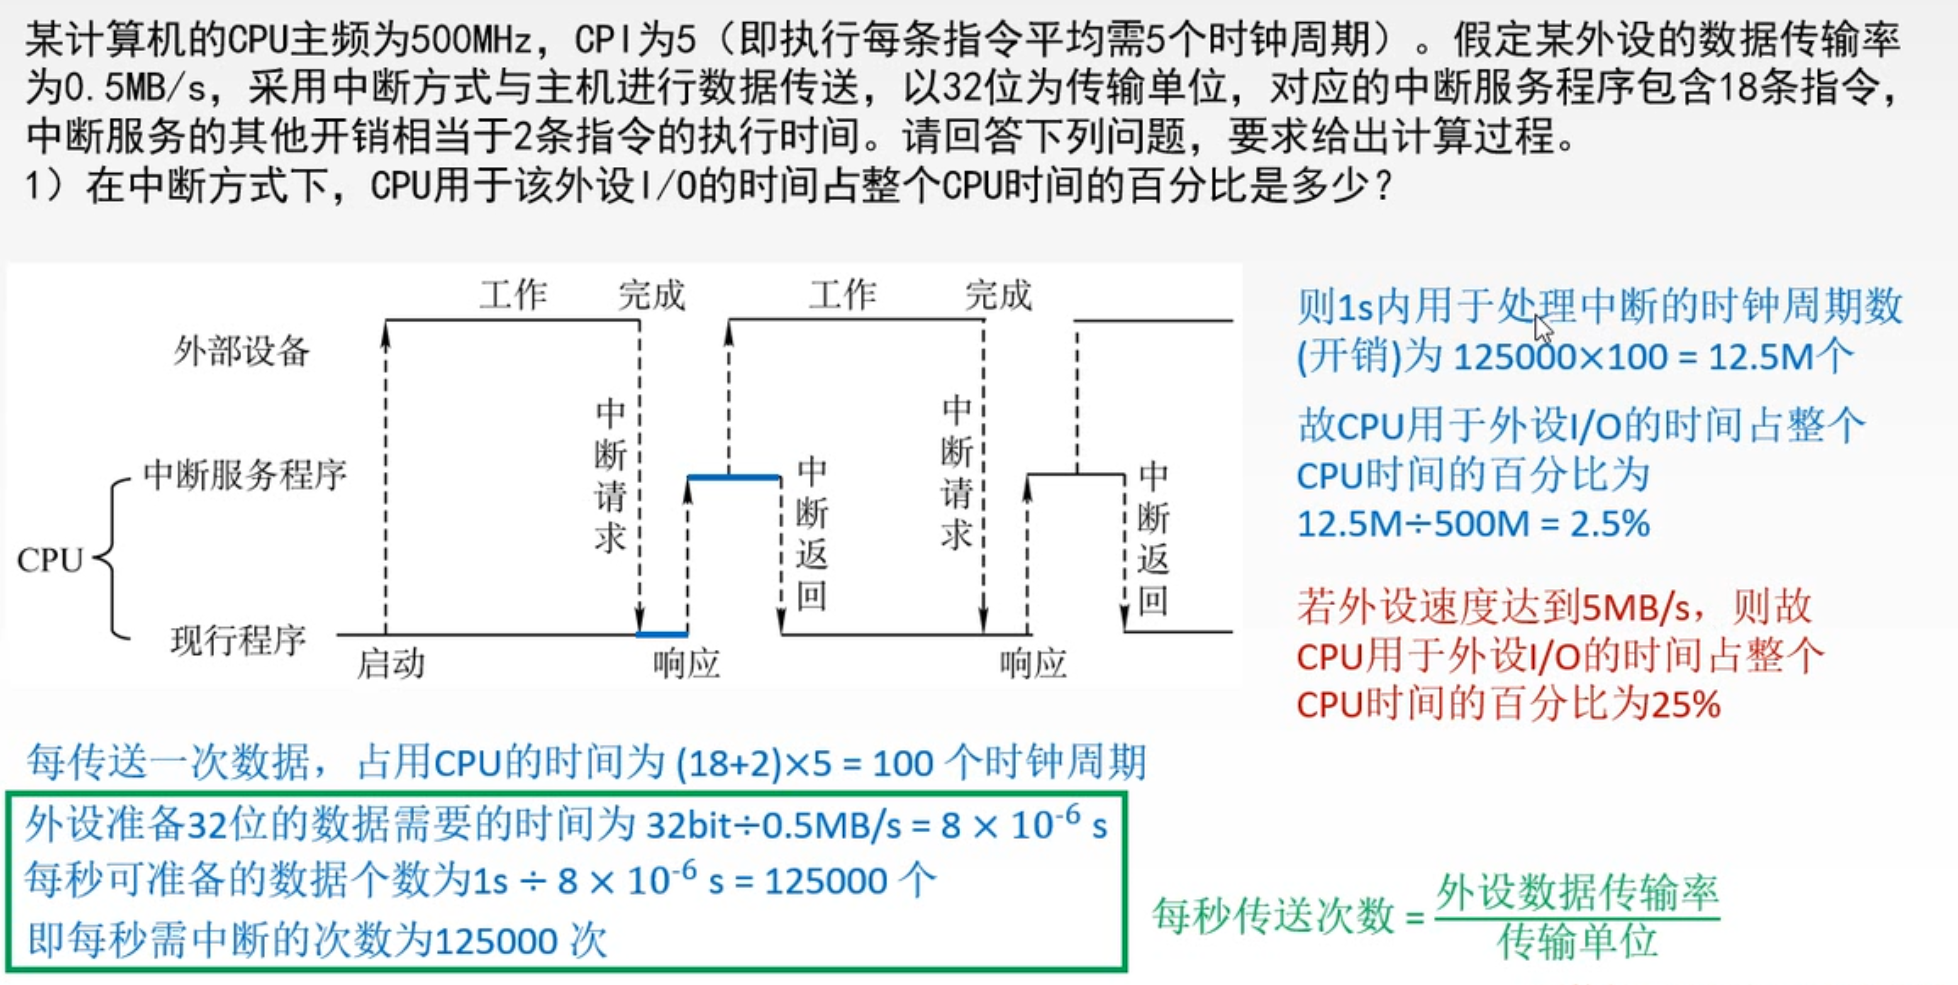 某计算机的CPU主频为500MHz，CPI为5（即执行每条指令平均需5个时钟周期）。假定某外设的数据传输率
为0.5MB/s，采用中断方式与主机进行数据传送，以32位为传输单位，对应的中断服务程序包含18条指令，
中断服务的其他开销相当于2条指令的执行时间。请回答下列问题，要求给出计算过程。
1）在中断方式下，CPU用于该外设I/O的时间占整个CPU时间的百分比是多少？
工作 完成 工作 完成
外部设备
中断请求
中断请求
中断服务程序
中断返回
中断返回
CPU
现行程序
启动 响应 响应
则1s内用于处理中断的时钟周期数
(开销)为 125000×100 = 12.5M个
故CPU用于外设I/O的时间占整个
CPU时间的百分比为
12.5M÷500M = 2.5%
若外设速度达到5MB/s，则故
CPU用于外设I/O的时间占整个
CPU时间的百分比为25%
每传送一次数据，占用CPU的时间为 (18+2)×5 = 100 个时钟周期
外设准备32位的数据需要的时间为 32bit÷0.5MB/s = 8 × 10⁻⁶ s
每秒可准备的数据个数为1s ÷ 8 × 10⁻⁶ s = 125000 个
即每秒需中断的次数为125000 次
每秒传送次数 = 外设数据传输率
传输单位